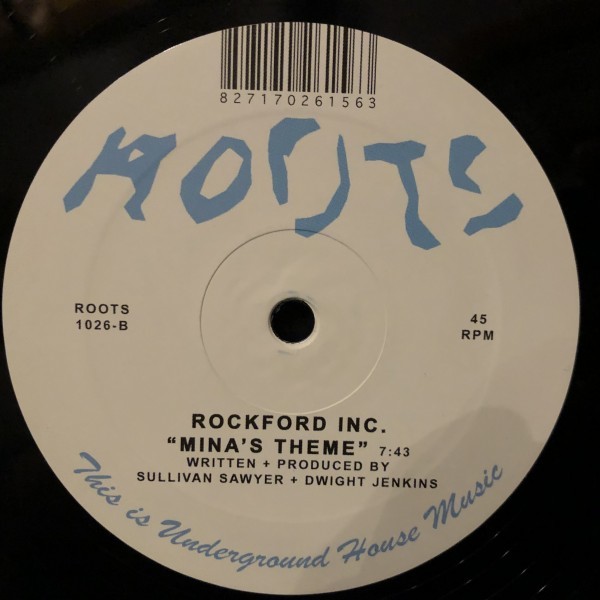 827170261563
ROOTS
ROOTS
1026-B
45
RPM
ROCKFORD INC.
“MINA’S THEME” 7:43
WRITTEN + PRODUCED BY
SULLIVAN SAWYER + DWIGHT JENKINS
This is Underground House Music